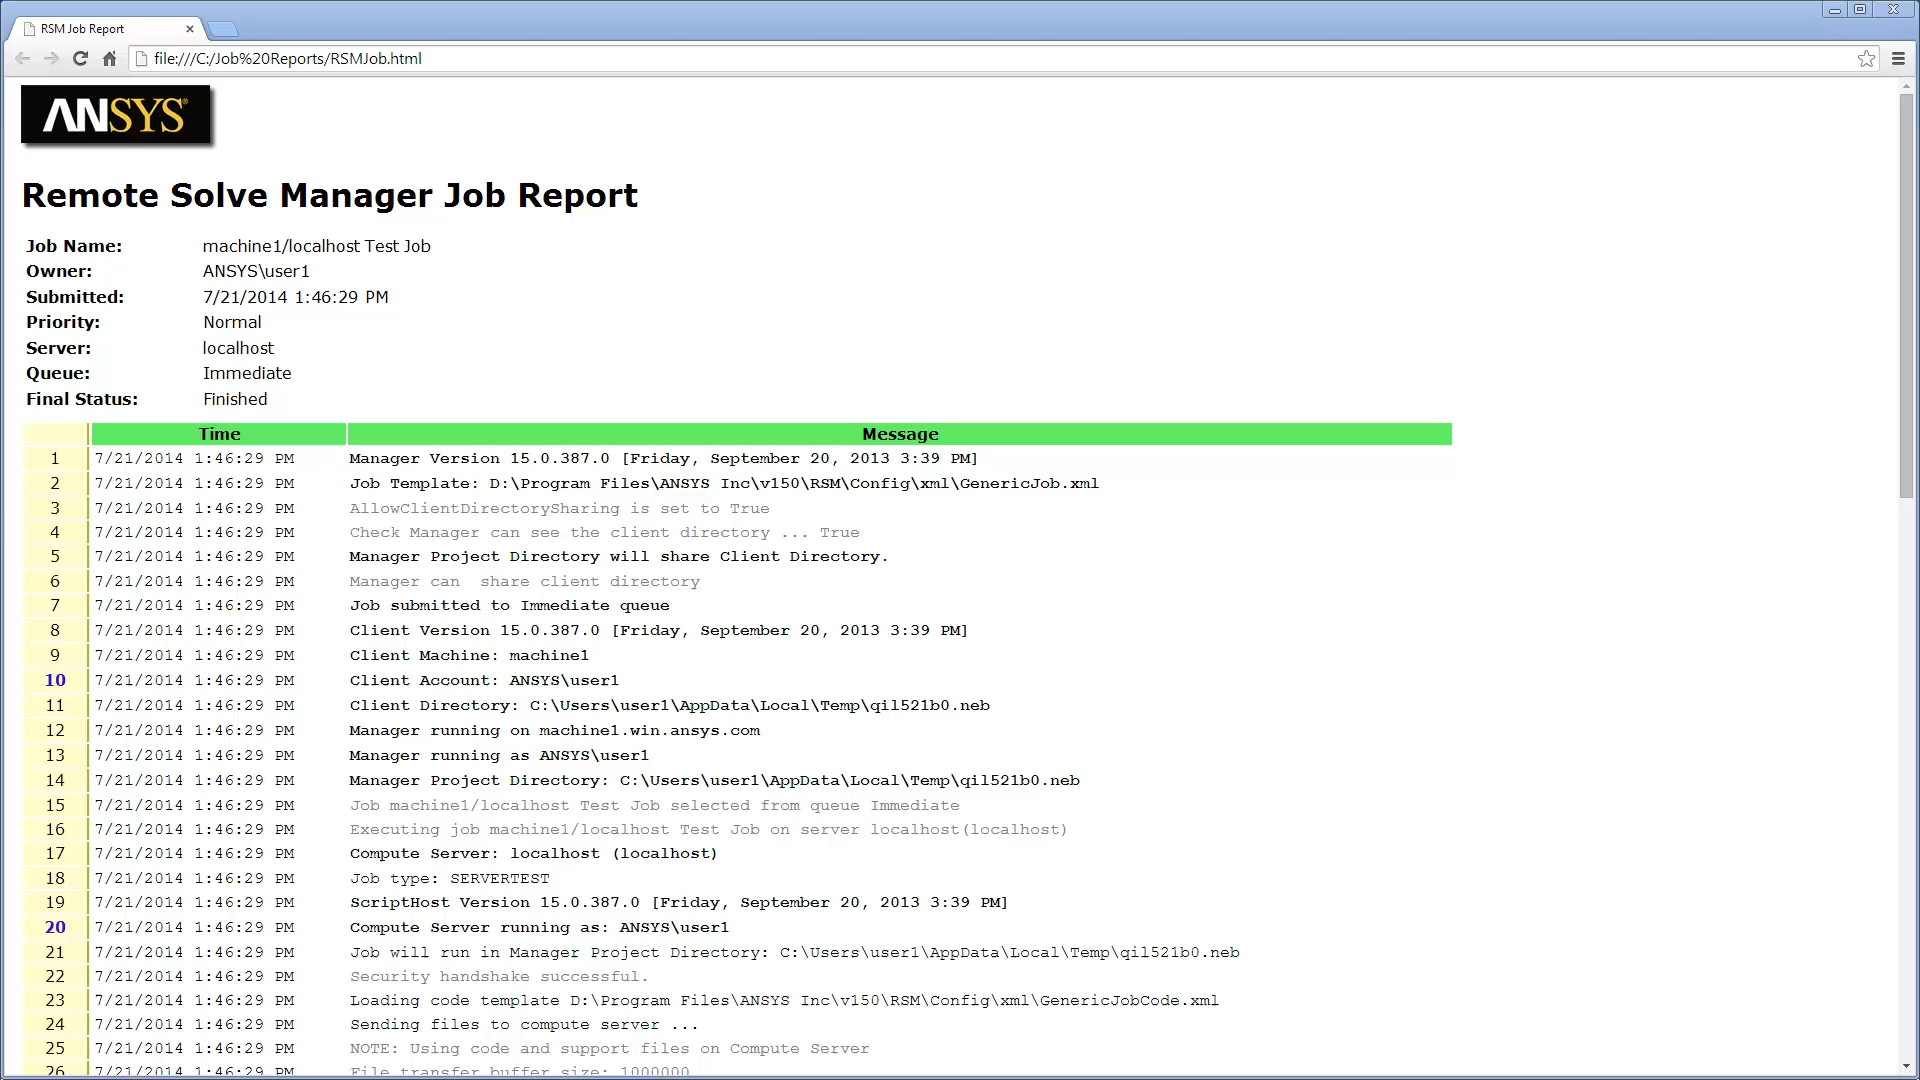 RSM Job Report
file:///C:/Job%20Reports/RSMJob.html
ANSYS®
Remote Solve Manager Job Report
Job Name: machine1/localhost Test Job
Owner: ANSYS\user1
Submitted: 7/21/2014 1:46:29 PM
Priority: Normal
Server: localhost
Queue: Immediate
Final Status: Finished
Time Message
1 7/21/2014 1:46:29 PM Manager Version 15.0.387.0 [Friday, September 20, 2013 3:39 PM]
2 7/21/2014 1:46:29 PM Job Template: D:\Program Files\ANSYS Inc\v150\RSM\Config\xml\GenericJob.xml
3 7/21/2014 1:46:29 PM AllowClientDirectorySharing is set to True
4 7/21/2014 1:46:29 PM Check Manager can see the client directory ... True
5 7/21/2014 1:46:29 PM Manager Project Directory will share Client Directory.
6 7/21/2014 1:46:29 PM Manager can  share client directory
7 7/21/2014 1:46:29 PM Job submitted to Immediate queue
8 7/21/2014 1:46:29 PM Client Version 15.0.387.0 [Friday, September 20, 2013 3:39 PM]
9 7/21/2014 1:46:29 PM Client Machine: machine1
10 7/21/2014 1:46:29 PM Client Account: ANSYS\user1
11 7/21/2014 1:46:29 PM Client Directory: C:\Users\user1\AppData\Local\Temp\qil521b0.neb
12 7/21/2014 1:46:29 PM Manager running on machine1.win.ansys.com
13 7/21/2014 1:46:29 PM Manager running as ANSYS\user1
14 7/21/2014 1:46:29 PM Manager Project Directory: C:\Users\user1\AppData\Local\Temp\qil521b0.neb
15 7/21/2014 1:46:29 PM Job machine1/localhost Test Job selected from queue Immediate
16 7/21/2014 1:46:29 PM Executing job machine1/localhost Test Job on server localhost(localhost)
17 7/21/2014 1:46:29 PM Compute Server: localhost (localhost)
18 7/21/2014 1:46:29 PM Job type: SERVERTEST
19 7/21/2014 1:46:29 PM ScriptHost Version 15.0.387.0 [Friday, September 20, 2013 3:39 PM]
20 7/21/2014 1:46:29 PM Compute Server running as: ANSYS\user1
21 7/21/2014 1:46:29 PM Job will run in Manager Project Directory: C:\Users\user1\AppData\Local\Temp\qil521b0.neb
22 7/21/2014 1:46:29 PM Security handshake successful.
23 7/21/2014 1:46:29 PM Loading code template D:\Program Files\ANSYS Inc\v150\RSM\Config\xml\GenericJobCode.xml
24 7/21/2014 1:46:29 PM Sending files to compute server ...
25 7/21/2014 1:46:29 PM NOTE: Using code and support files on Compute Server
26 7/21/2014 1:46:29 PM File transfer buffer size: 1000000